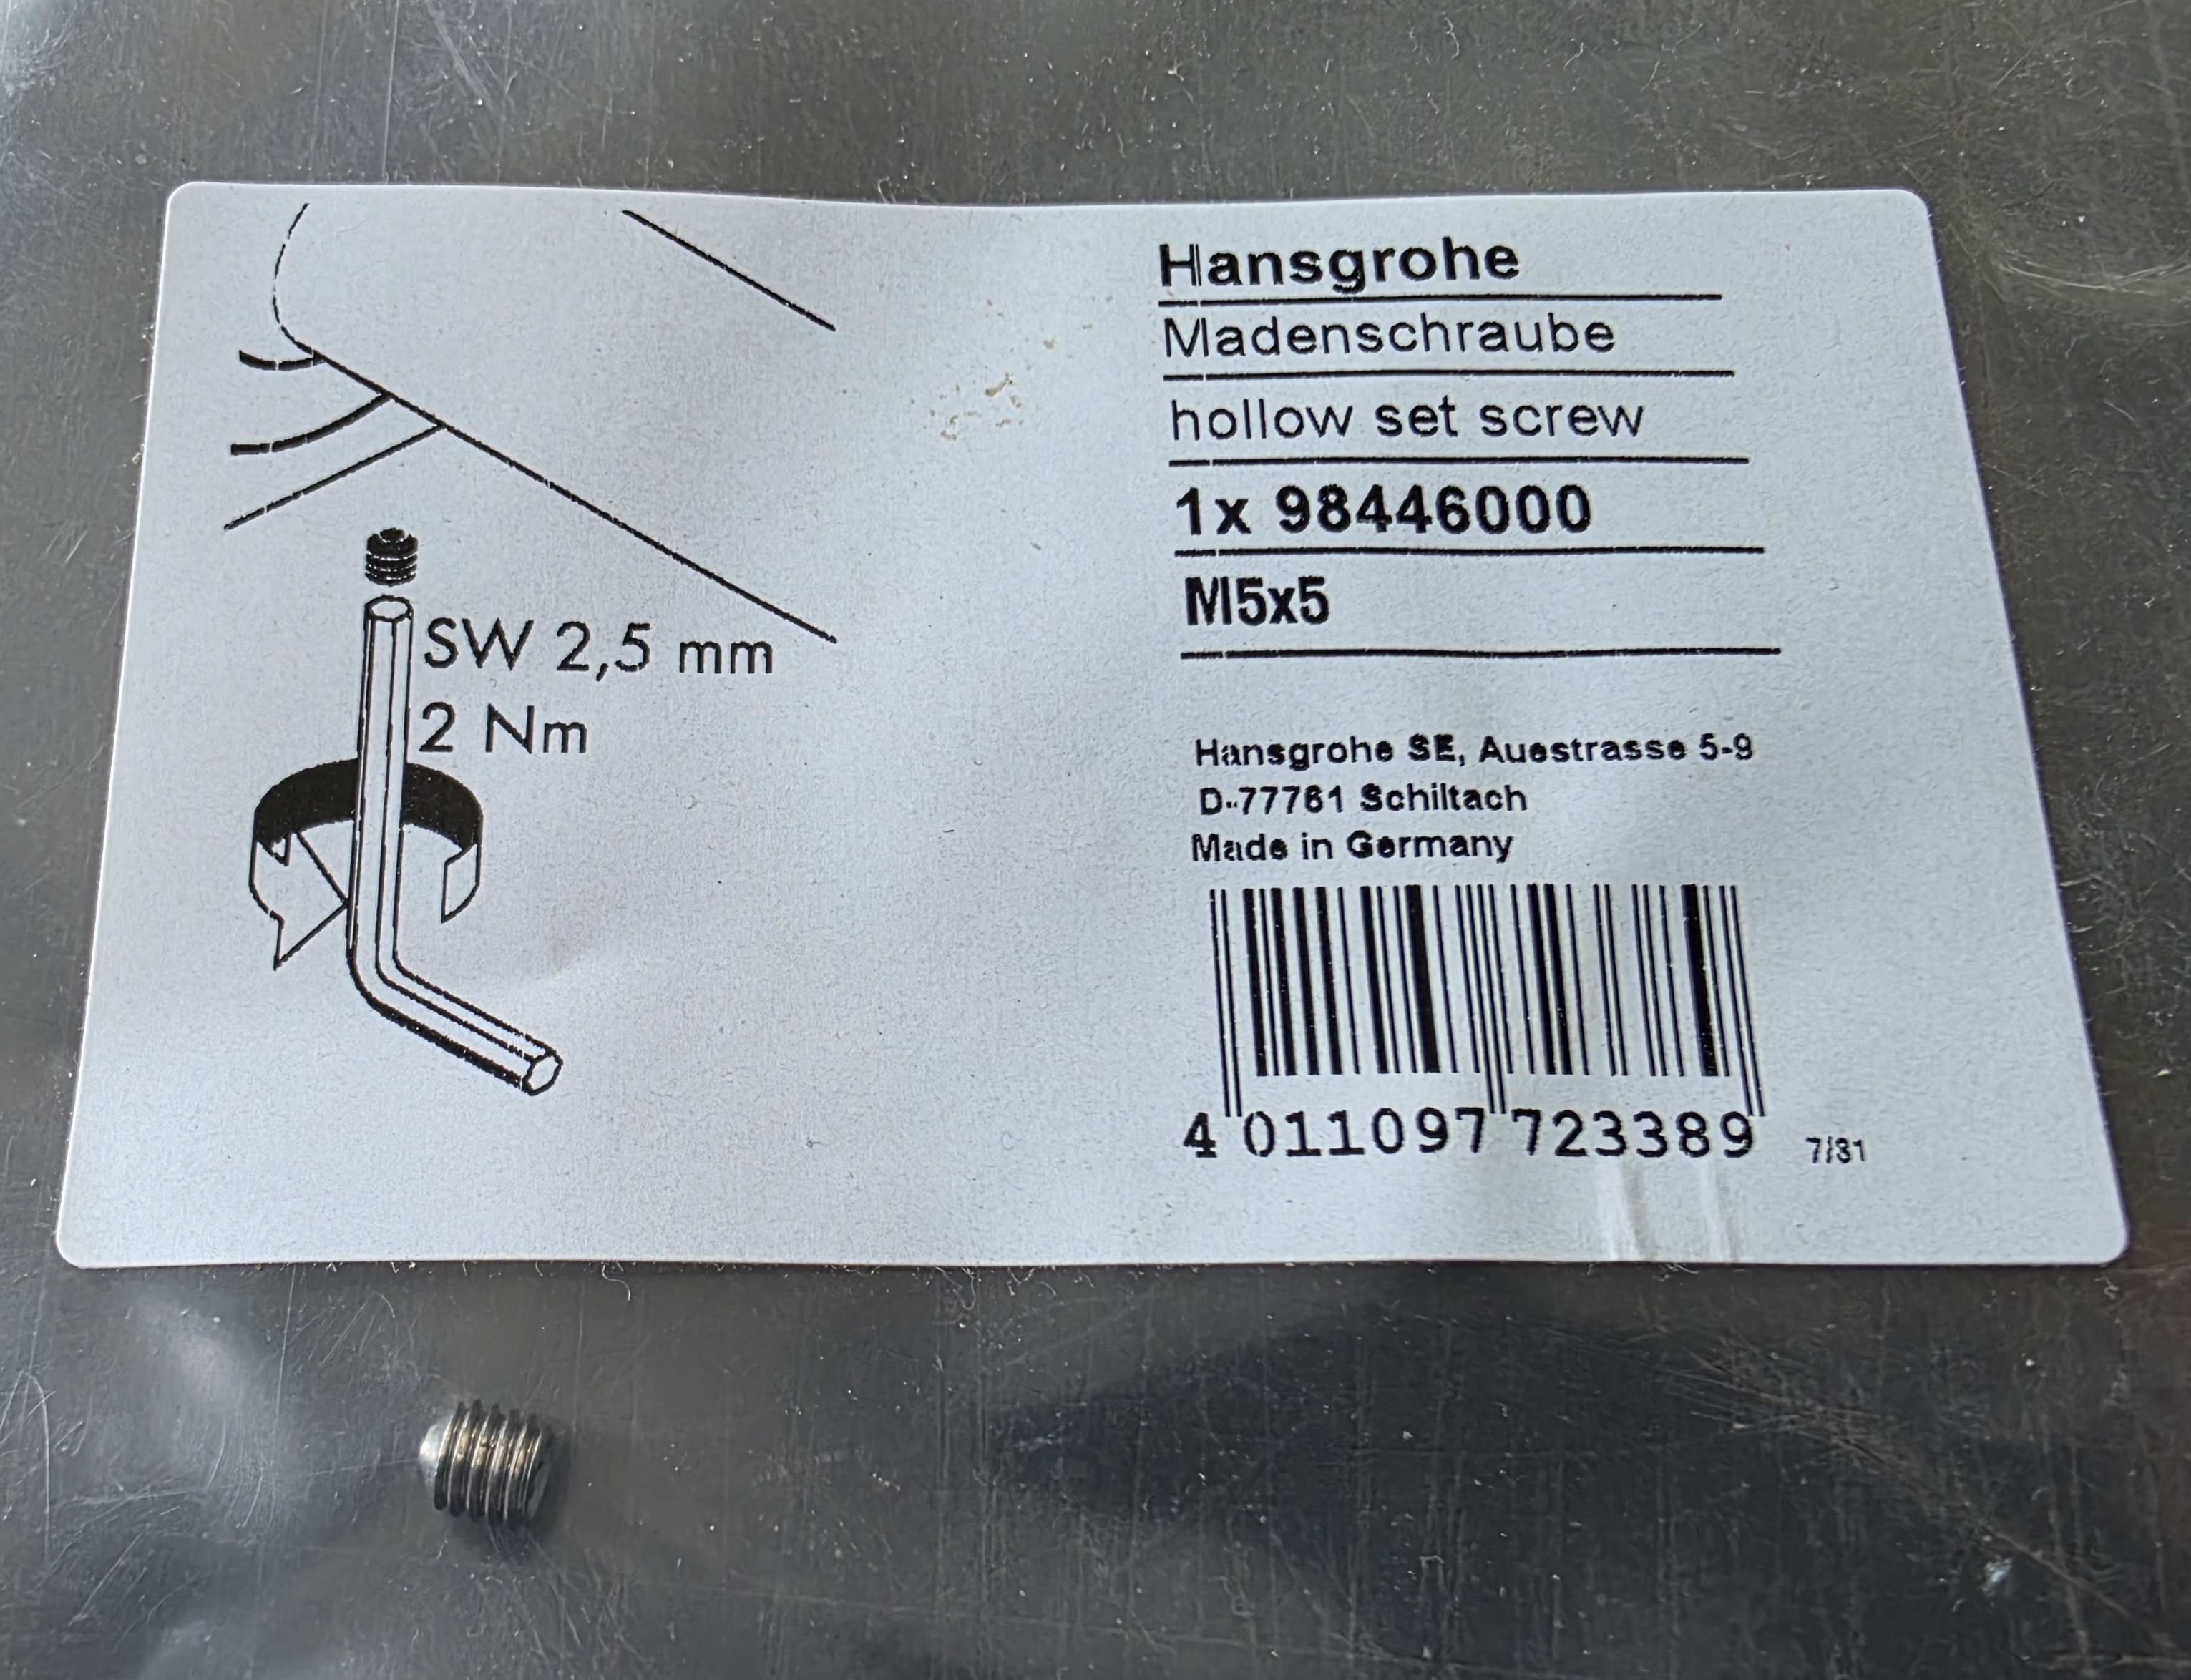 Hansgrohe
Madenschraube
hollow set screw
1x 98446000
M5x5
SW 2,5 mm
2 Nm
Hansgrohe SE, Auestrasse 5-9
D-77761 Schiltach
Made in Germany
4 011097 723389
7/31